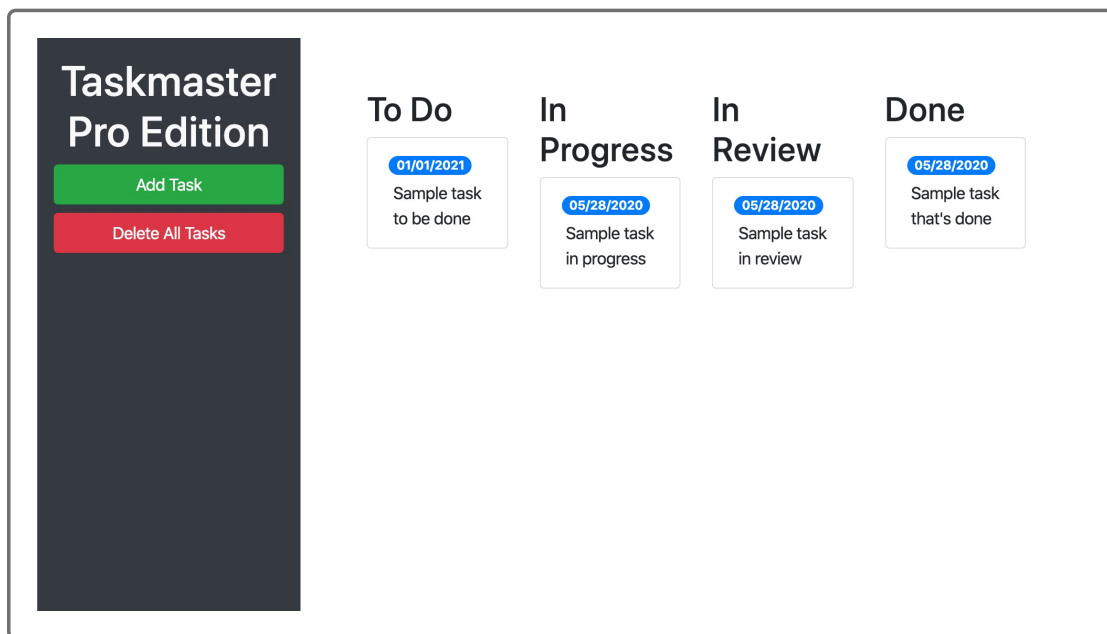 Taskmaster
Pro Edition
Add Task
Delete All Tasks
To Do
01/01/2021
Sample task
to be done
In
Progress
05/28/2020
Sample task
in progress
In
Review
05/28/2020
Sample task
in review
Done
05/28/2020
Sample task
that's done